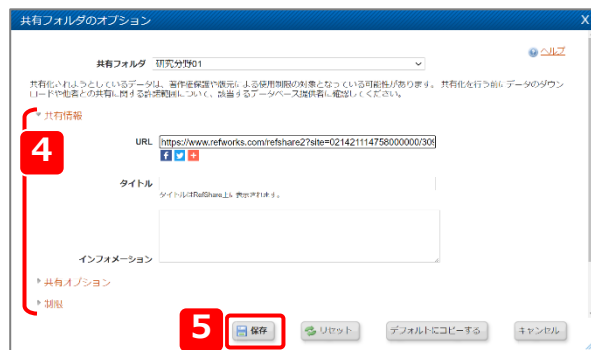 共有フォルダのオプション X
ヘルプ
共有フォルダ 研究分野01
共有化されようとしているデータは、著作権保護や復元による使用制限の対象となっている可能性があります。 共有化を行う前にデータのダウン
ロードや他者との共有に関する許諾範囲について、該当するデータベース提供者に確認してください。
共有情報
4
URL https://www.refworks.com/refshare2?site=021421114758000000/309
タイトル
タイトルはRefShare上に表示されます。
インフォメーション
共有オプション
制限
5 保存 リセット デフォルトにコピーする キャンセル